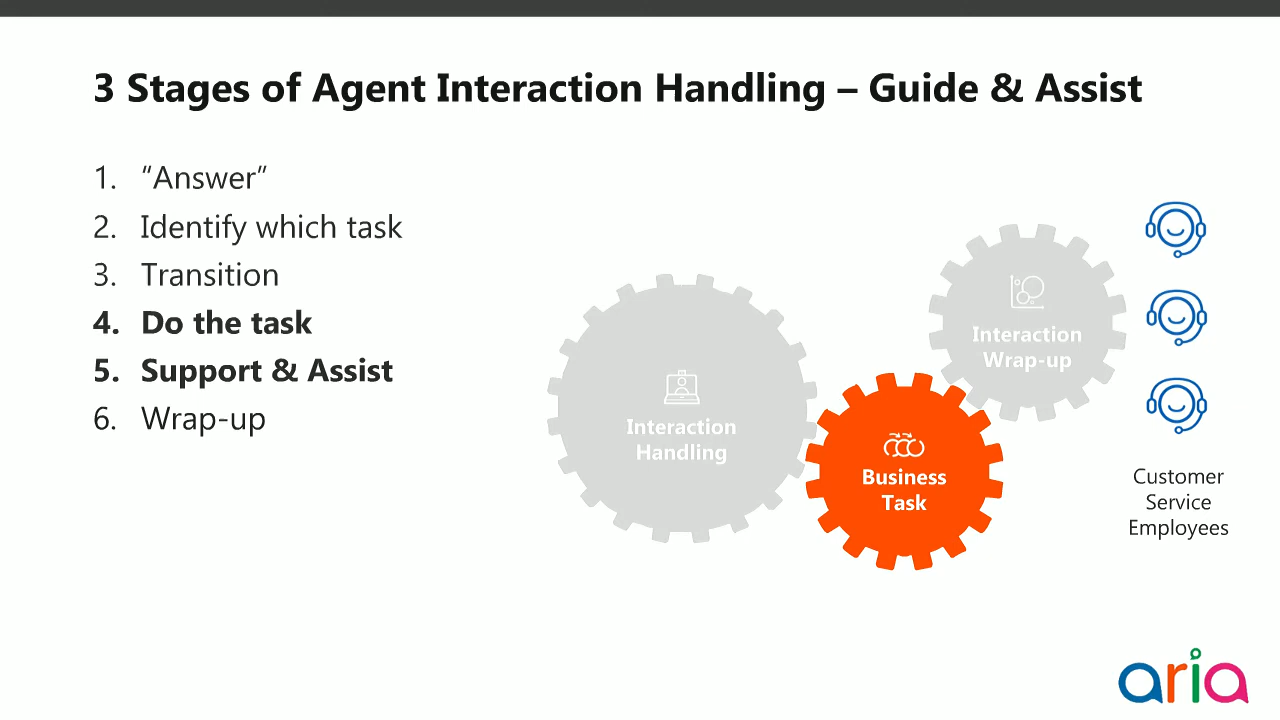 3 Stages of Agent Interaction Handling – Guide & Assist
1. “Answer”
2. Identify which task
3. Transition
4. Do the task
5. Support & Assist
6. Wrap-up
Interaction
Handling
Business
Task
Interaction
Wrap-up
Customer
Service
Employees
aria